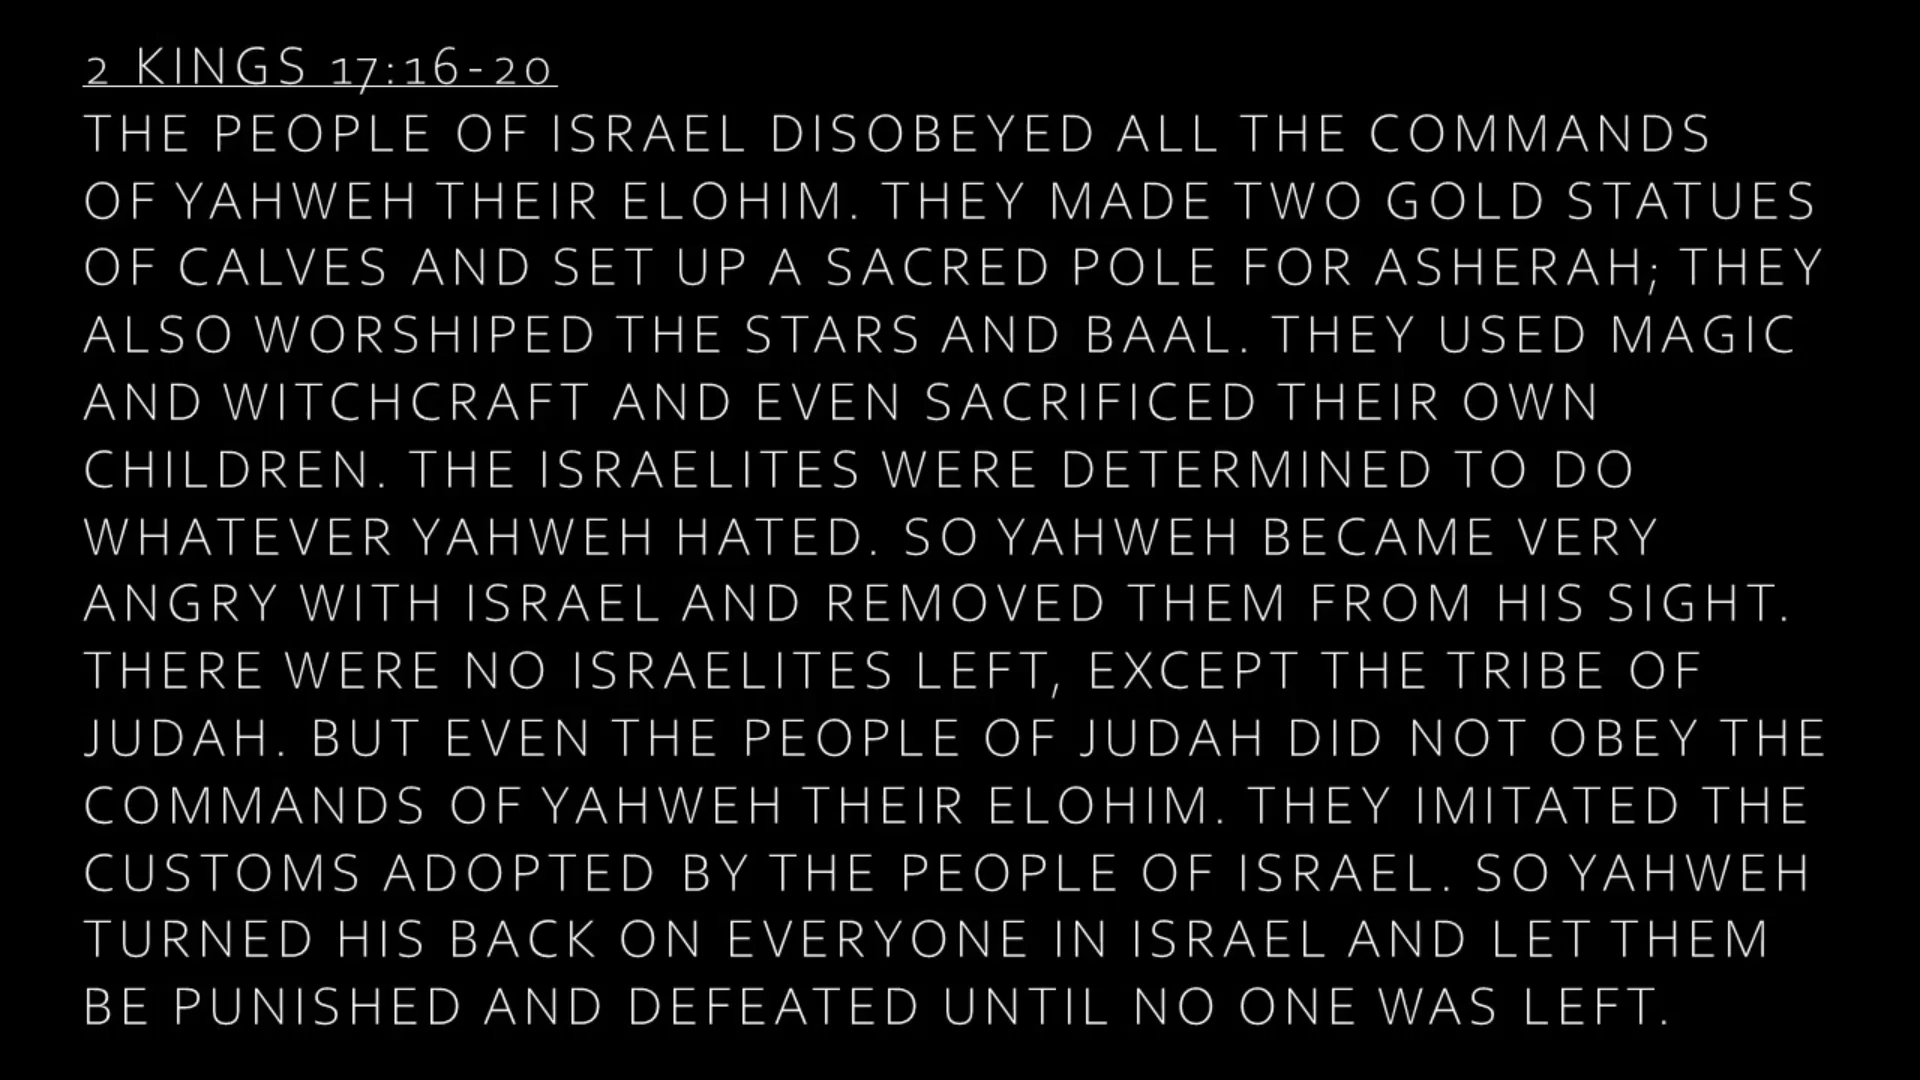 2 KINGS 17:16-20
THE PEOPLE OF ISRAEL DISOBEYED ALL THE COMMANDS
OF YAHWEH THEIR ELOHIM. THEY MADE TWO GOLD STATUES
OF CALVES AND SET UP A SACRED POLE FOR ASHERAH; THEY
ALSO WORSHIPED THE STARS AND BAAL. THEY USED MAGIC
AND WITCHCRAFT AND EVEN SACRIFICED THEIR OWN
CHILDREN. THE ISRAELITES WERE DETERMINED TO DO
WHATEVER YAHWEH HATED. SO YAHWEH BECAME VERY
ANGRY WITH ISRAEL AND REMOVED THEM FROM HIS SIGHT.
THERE WERE NO ISRAELITES LEFT, EXCEPT THE TRIBE OF
JUDAH. BUT EVEN THE PEOPLE OF JUDAH DID NOT OBEY THE
COMMANDS OF YAHWEH THEIR ELOHIM. THEY IMITATED THE
CUSTOMS ADOPTED BY THE PEOPLE OF ISRAEL. SO YAHWEH
TURNED HIS BACK ON EVERYONE IN ISRAEL AND LET THEM
BE PUNISHED AND DEFEATED UNTIL NO ONE WAS LEFT.